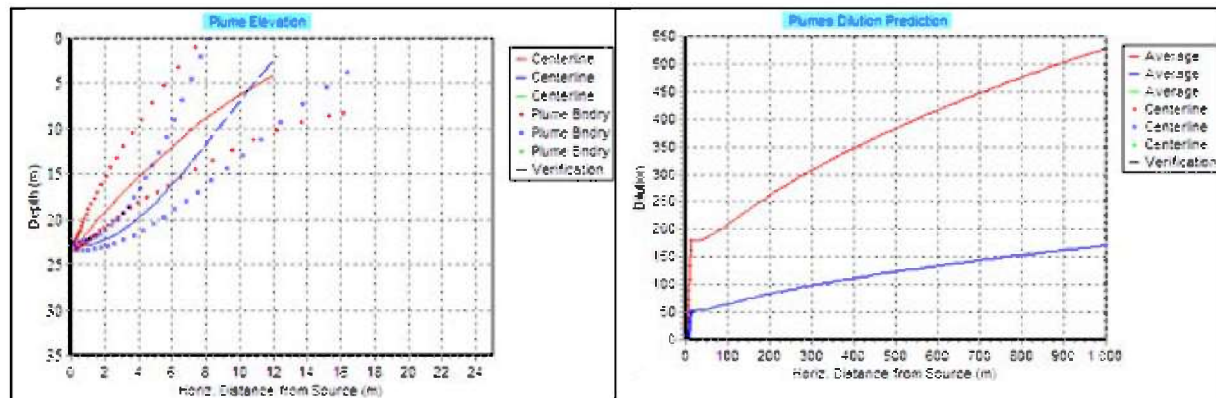 Plume Elevation
0
5
10
15
20
25
30
35
Depth (m)
0 2 4 6 8 10 12 14 16 18 20 22 24
Horiz. Distance from Source (m)
Centerline
Centerline
Centerline
Plume Bndry
Plume Bndry
Plume Bndry
Verification
Plumes Dilution Prediction
550
500
450
400
350
300
250
200
150
100
50
0
Dilution
0 100 200 300 400 500 600 700 800 900 1 000
Horiz. Distance from Source (m)
Average
Average
Average
Centerline
Centerline
Centerline
Verification